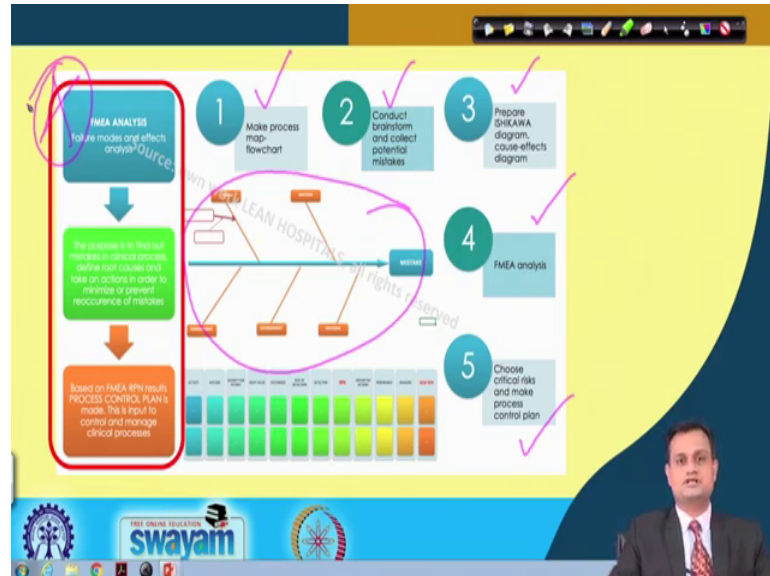 FMEA ANALYSIS
Failure modes and effects
analysis
The purpose is to find out
mistakes in clinical process,
define root causes and
take an actions in order to
minimize or prevent
reoccurence of mistakes
Based on FMEA RPN results
PROCESS CONTROL PLAN is
made. This is input to
control and manage
clinical processes
1
Make process
map-
flowchart
2
Conduct
brainstorm
and collect
potential
mistakes
3
Prepare
ISHIKAWA
diagram,
cause-effects
diagram
MISTAKE
4
FMEA analysis
5
Choose
critical risks
and make
process
control plan
RPN
Source: own work LEAN HOSPITALS, all rights reserved
FREE ONLINE EDUCATION
swayam